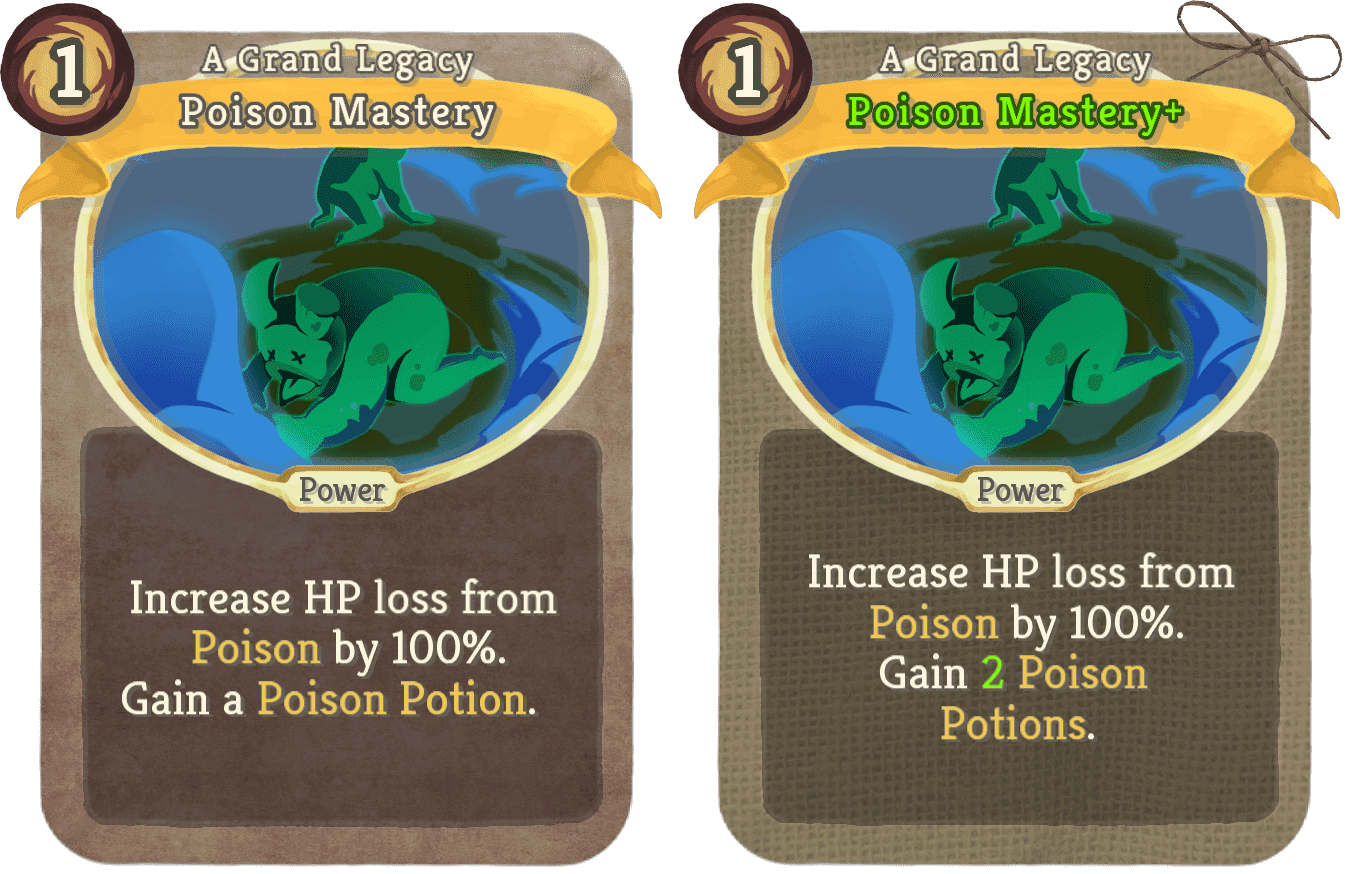 1
A Grand Legacy
Poison Mastery
Power
Increase HP loss from
Poison by 100%.
Gain a Poison Potion.
1
A Grand Legacy
Poison Mastery+
Power
Increase HP loss from
Poison by 100%.
Gain 2 Poison
Potions.